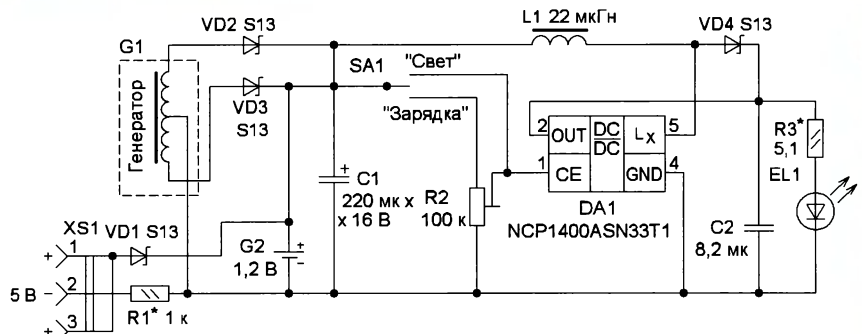 VD2 S13
L1 22 мкГн
VD4 S13
G1
Генератор
VD3
S13
SA1
"Свет"
"Зарядка"
2
OUT
DC
DC
Lx
5
1
CE
GND
4
DA1
NCP1400ASN33T1
R3*
5,1
EL1
C1
220 мк х
х 16 В
R2
100 к
C2
8,2 мк
XS1
VD1 S13
G2
1,2 В
+
1
5 В
−
2
+
3
R1* 1 к
+
+
−